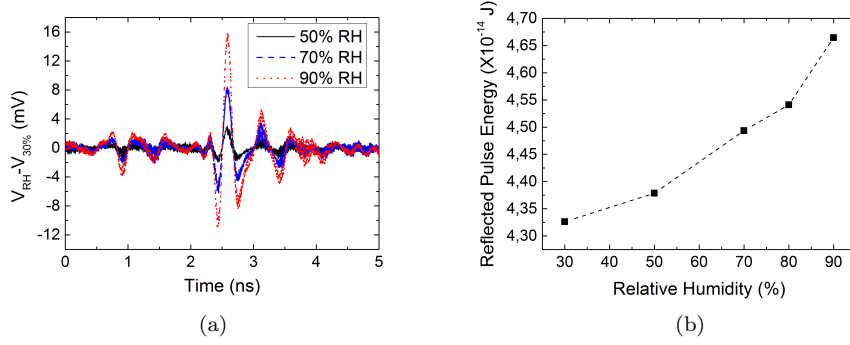 50% RH
70% RH
90% RH
16
12
8
4
0
-4
-8
-12
V_RH-V_30% (mV)
0 1 2 3 4 5
Time (ns)
(a)
4,70
4,65
4,60
4,55
4,50
4,45
4,40
4,35
4,30
Reflected Pulse Energy (X10^-14 J)
30 40 50 60 70 80 90
Relative Humidity (%)
(b)